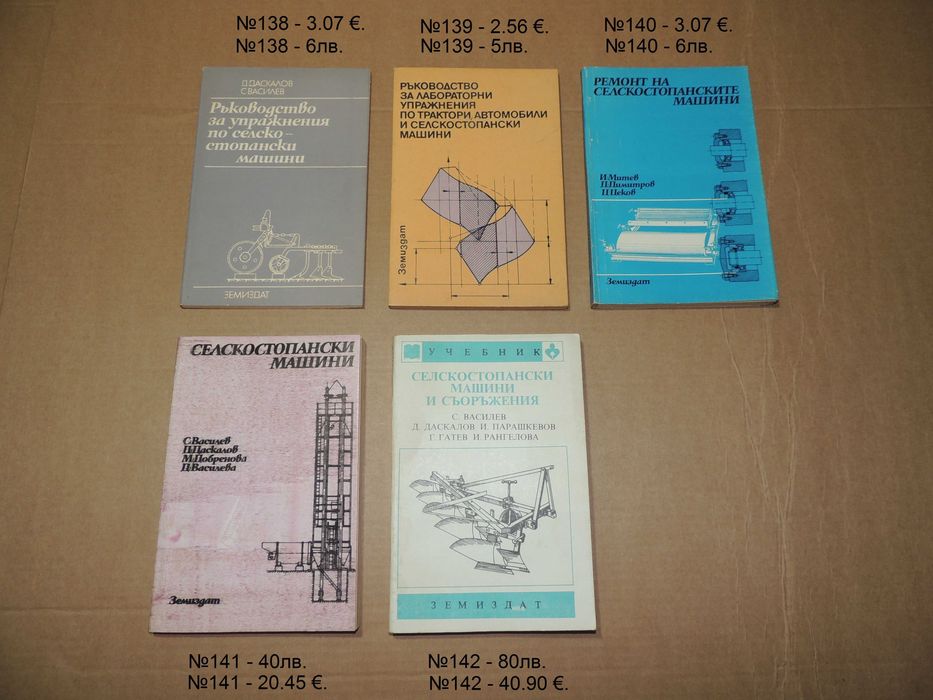 №138 - 3.07 €.
№138 - 6лв.
№139 - 2.56 €.
№139 - 5лв.
№140 - 3.07 €.
№140 - 6лв.
Д.ДАСКАЛОВ
С.ВАСИЛЕВ
Ръководство
за упражнения
по селско-
стопански
машини
ЗЕМИЗДАТ
РЪКОВОДСТВО
ЗА ЛАБОРАТОРНИ
УПРАЖНЕНИЯ
ПО ТРАКТОРИ, АВТОМОБИЛИ
И СЕЛСКОСТОПАНСКИ
МАШИНИ
Земиздат
РЕМОНТ НА
СЕЛСКОСТОПАНСКИТЕ
МАШИНИ
И.Митев
П.Димитров
Ц.Цеков
Земиздат
СЕЛСКОСТОПАНСКИ
МАШИНИ
С.Василев
Д.Даскалов
М.Добренова
П.Василева
Земиздат
УЧЕБНИК
СЕЛСКОСТОПАНСКИ
МАШИНИ
И СЪОРЪЖЕНИЯ
С. ВАСИЛЕВ
Д. ДАСКАЛОВ И. ПАРАШКЕВОВ
Г. ГАТЕВ И. РАНГЕЛОВА
ЗЕМИЗДАТ
№141 - 40лв.
№141 - 20.45 €.
№142 - 80лв.
№142 - 40.90 €.